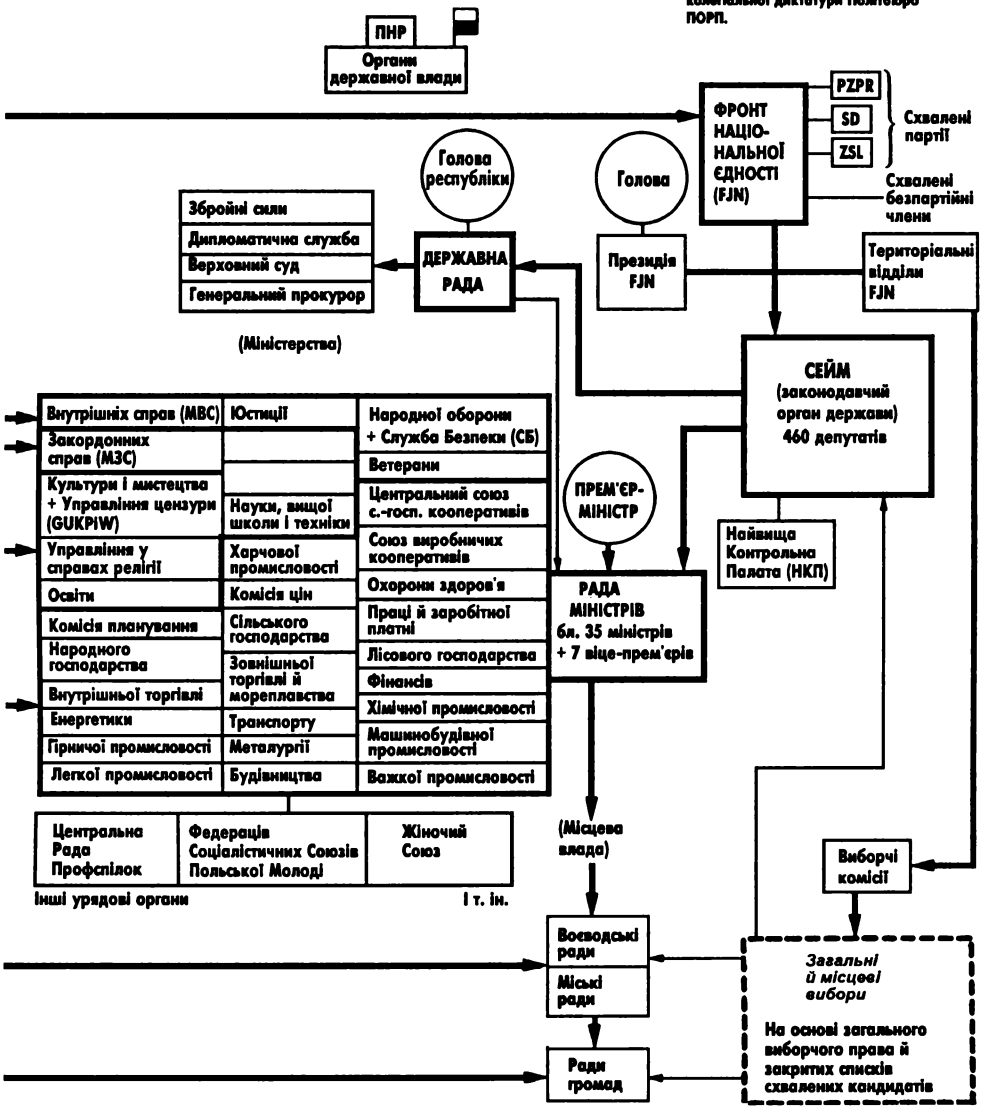 колегіальної диктатури Політбюро
ПОРП.
ПНР
Органи
державної влади
PZPR
SD
ZSL
Схвалені
партії
ФРОНТ
НАЦІО-
НАЛЬНОЇ
ЄДНОСТІ
(FJN)
Схвалені
безпартійні
члени
Голова
республіки
Голова
Збройні сили
Дипломатична служба
Верховний суд
Генеральний прокурор
ДЕРЖАВНА
РАДА
Президія
FJN
Територіальні
відділи
FJN
(Міністерства)
СЕЙМ
(законодавчий
орган держави)
460 депутатів
Внутрішніх справ (МВС)
Закордонних
справ (МЗС)
Культури і мистецтва
+ Управління цензури
(GUKPiW)
Управління у
справах релігії
Освіти
Комісія планування
Народного
господарства
Внутрішньої торгівлі
Енергетики
Гірничої промисловості
Легкої промисловості
Юстиції
Науки, вищої
школи і техніки
Харчової
промисловості
Комісія цін
Сільського
господарства
Зовнішньої
торгівлі й
мореплавства
Транспорту
Металургії
Будівництва
Народної оборони
+ Служба Безпеки (СБ)
Ветерани
Центральний союз
с.-госп. кооперативів
Союз виробничих
кооперативів
Охорони здоров'я
Праці й заробітної
платні
Лісового господарства
Фінансів
Хімічної промисловості
Машинобудівної
промисловості
Важкої промисловості
ПРЕМ'ЄР-
МІНІСТР
Найвища
Контрольна
Палата (НКП)
РАДА
МІНІСТРІВ
бл. 35 міністрів
+ 7 віце-прем'єрів
Центральна
Рада
Профспілок
Федерація
Соціалістичних Союзів
Польської Молоді
Жіночий
Союз
Інші урядові органи
І т. ін.
(Місцева
влада)
Виборчі
комісії
Воєводські
ради
Міські
ради
Ради
громад
Загальні
й місцеві
вибори
На основі загального
виборчого права й
закритих списків
схвалених кандидатів